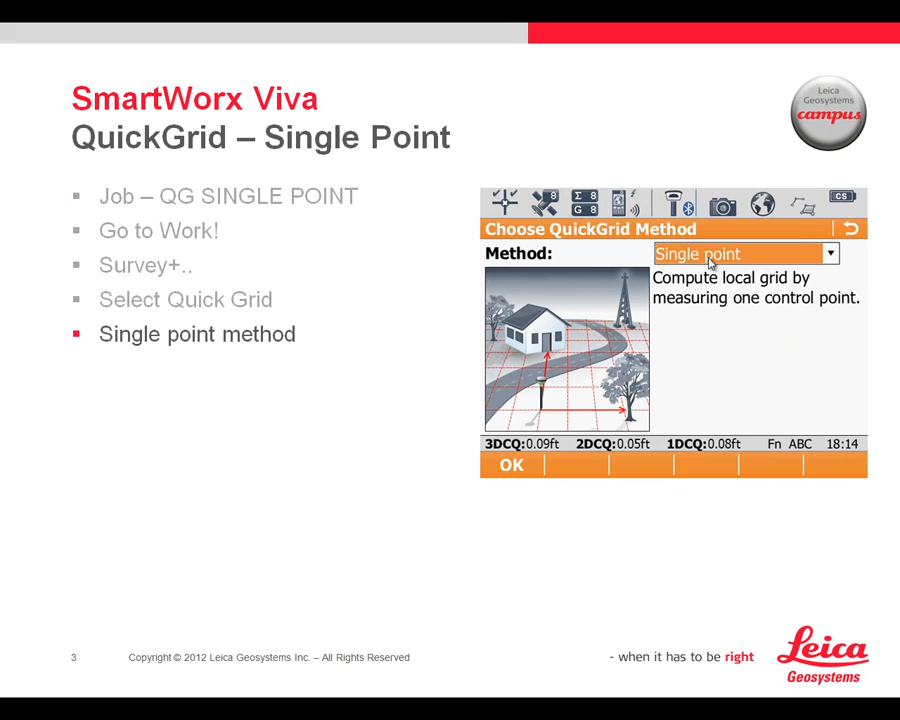 SmartWorx Viva
QuickGrid – Single Point
Leica
Geosystems
campus
Job – QG SINGLE POINT
Go to Work!
Survey+..
Select Quick Grid
Single point method
8
Σ 8
G 8
CS
Choose QuickGrid Method
Method:
Single point
Compute local grid by
measuring one control point.
3DCQ:0.09ft 2DCQ:0.05ft 1DCQ:0.08ft Fn ABC 18:14
OK
3
Copyright © 2012 Leica Geosystems Inc. – All Rights Reserved
- when it has to be right
Leica
Geosystems